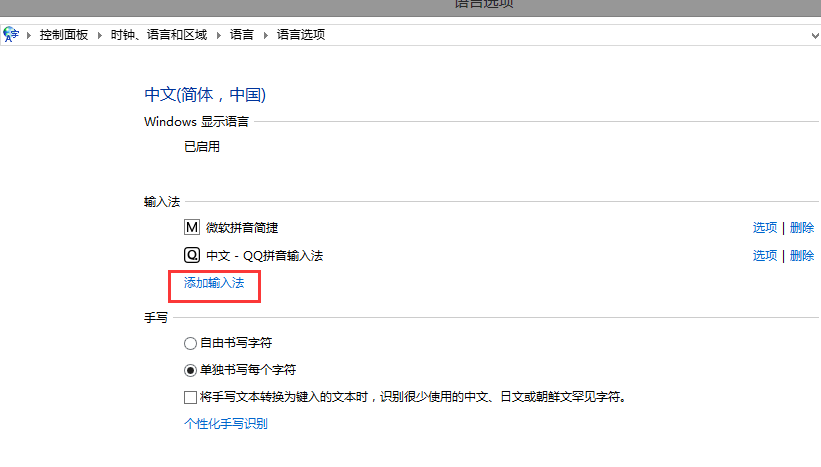 语言选项
控制面板 时钟、语言和区域 语言 语言选项
中文(简体，中国)
Windows 显示语言
已启用
输入法
M 微软拼音简捷 选项 | 删除
Q 中文 - QQ拼音输入法 选项 | 删除
添加输入法
手写
自由书写字符
单独书写每个字符
将手写文本转换为键入的文本时，识别很少使用的中文、日文或朝鲜文罕见字符。
个性化手写识别